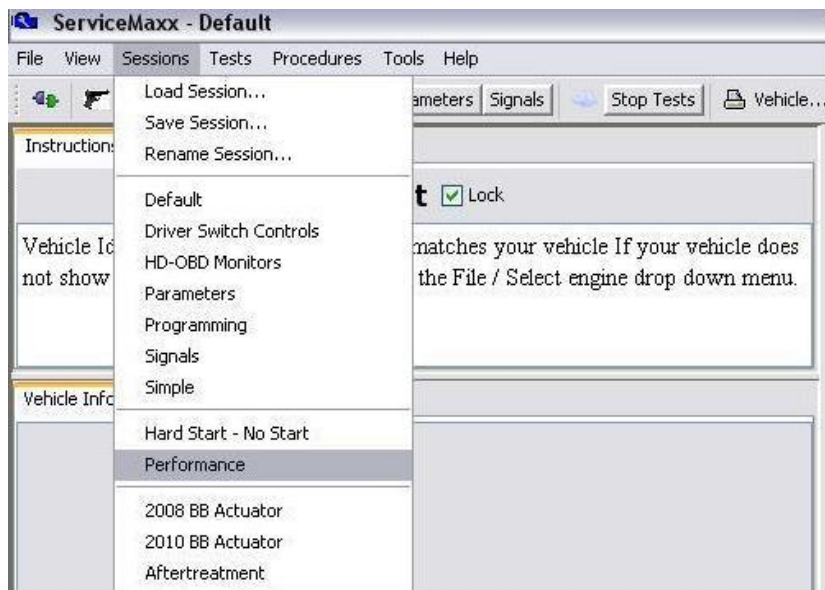 ServiceMaxx - Default
File View Sessions Tests Procedures Tools Help
ameters Signals Stop Tests Vehicle...
Load Session...
Save Session...
Rename Session...
Default
Driver Switch Controls
HD-OBD Monitors
Parameters
Programming
Signals
Simple
Hard Start - No Start
Performance
2008 BB Actuator
2010 BB Actuator
Aftertreatment
Instructions
t Lock
Vehicle Id matches your vehicle If your vehicle does
not show the File / Select engine drop down menu.
Vehicle Info